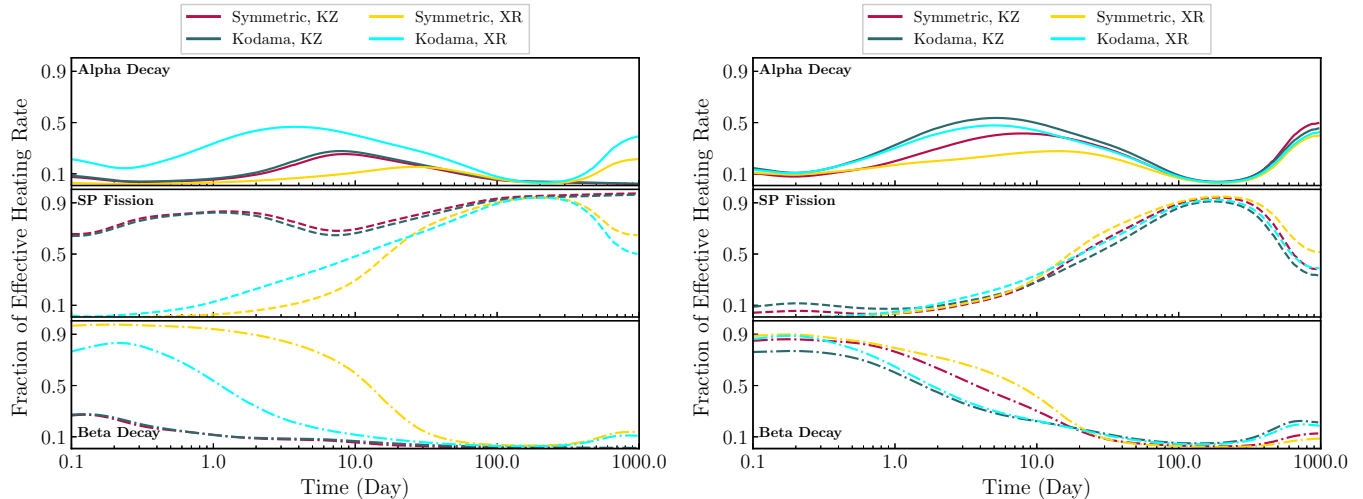 Symmetric, KZ
Symmetric, XR
Kodama, KZ
Kodama, XR
Alpha Decay
0.9
0.5
0.1
SP Fission
0.9
0.5
0.1
Beta Decay
0.9
0.5
0.1
0.1
1.0
10.0
100.0
1000.0
Time (Day)
Fraction of Effective Heating Rate
Symmetric, KZ
Symmetric, XR
Kodama, KZ
Kodama, XR
Alpha Decay
0.9
0.5
0.1
SP Fission
0.9
0.5
0.1
Beta Decay
0.9
0.5
0.1
0.1
1.0
10.0
100.0
1000.0
Time (Day)
Fraction of Effective Heating Rate